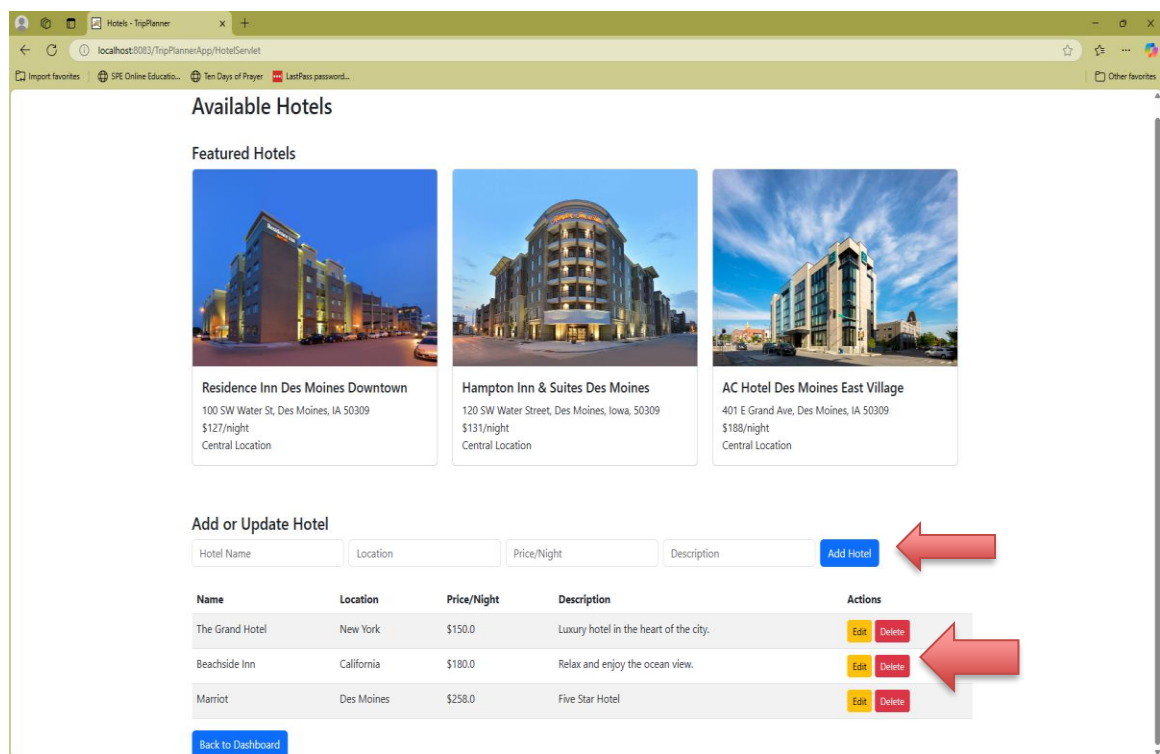 Hotels - TripPlanner
localhost:8083/TripPlannerApp/HotelServlet
Import favorites
SPE Online Educatio...
Ten Days of Prayer
LastPass password...
Other favorites
Available Hotels
Featured Hotels
Residence Inn Des Moines Downtown
100 SW Water St, Des Moines, IA 50309
$127/night
Central Location
Hampton Inn & Suites Des Moines
120 SW Water Street, Des Moines, Iowa, 50309
$131/night
Central Location
AC Hotel Des Moines East Village
401 E Grand Ave, Des Moines, IA 50309
$188/night
Central Location
Add or Update Hotel
Hotel Name Location Price/Night Description Add Hotel
Name Location Price/Night Description Actions
The Grand Hotel New York $150.0 Luxury hotel in the heart of the city. Edit Delete
Beachside Inn California $180.0 Relax and enjoy the ocean view. Edit Delete
Marriot Des Moines $258.0 Five Star Hotel Edit Delete
Back to Dashboard